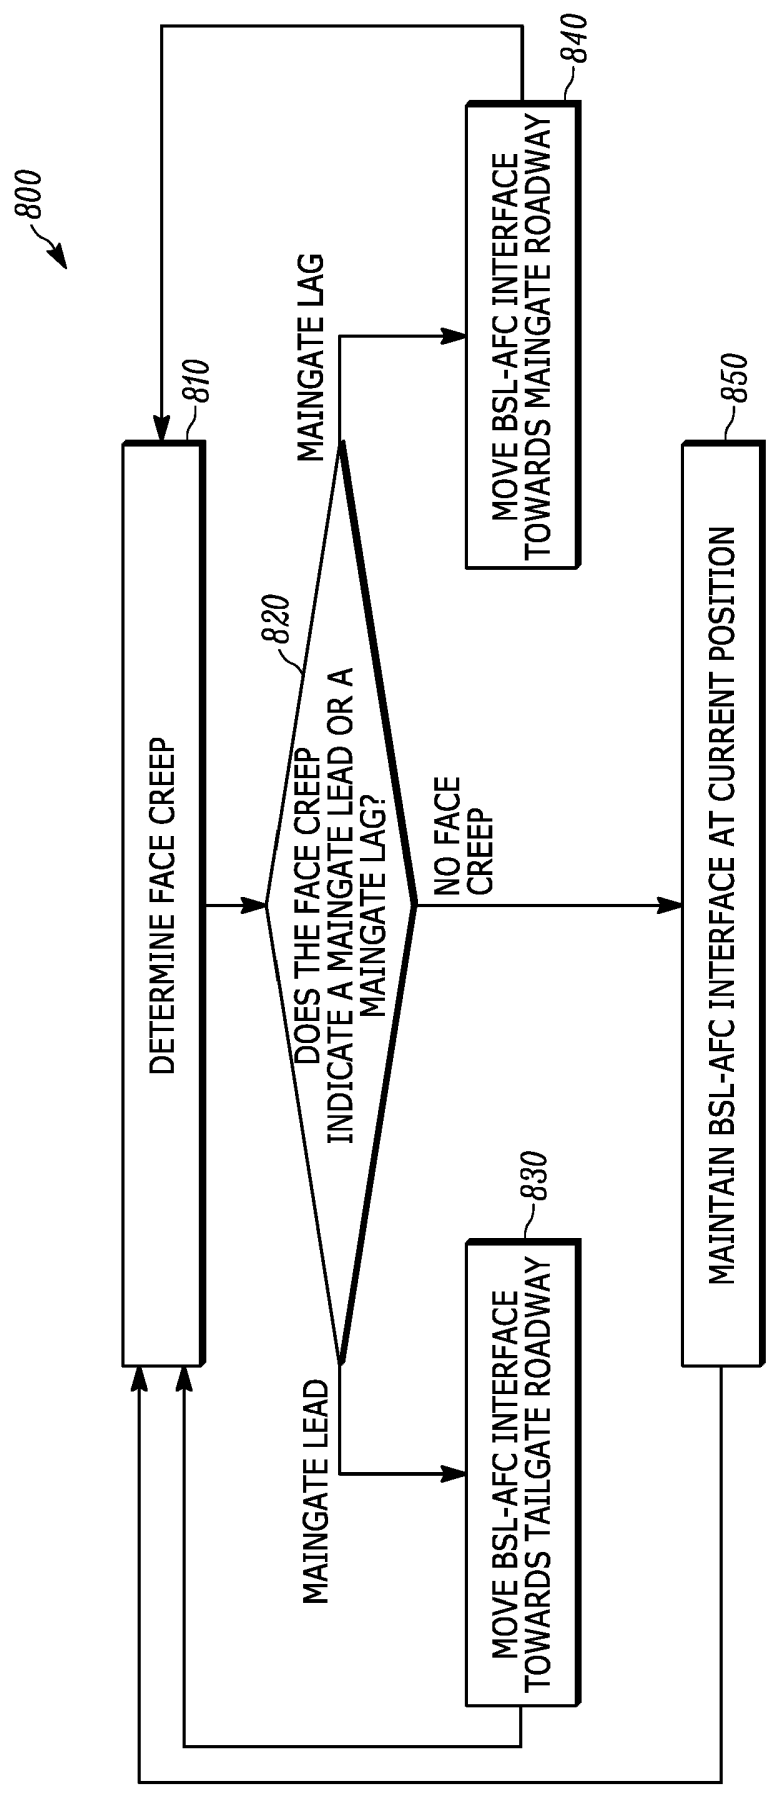 800
810
DETERMINE FACE CREEP
820
DOES THE FACE CREEP
INDICATE A MAINGATE LEAD OR A
MAINGATE LAG?
MAINGATE LEAD
MAINGATE LAG
NO FACE
CREEP
830
MOVE BSL-AFC INTERFACE
TOWARDS TAILGATE ROADWAY
840
MOVE BSL-AFC INTERFACE
TOWARDS MAINGATE ROADWAY
850
MAINTAIN BSL-AFC INTERFACE AT CURRENT POSITION